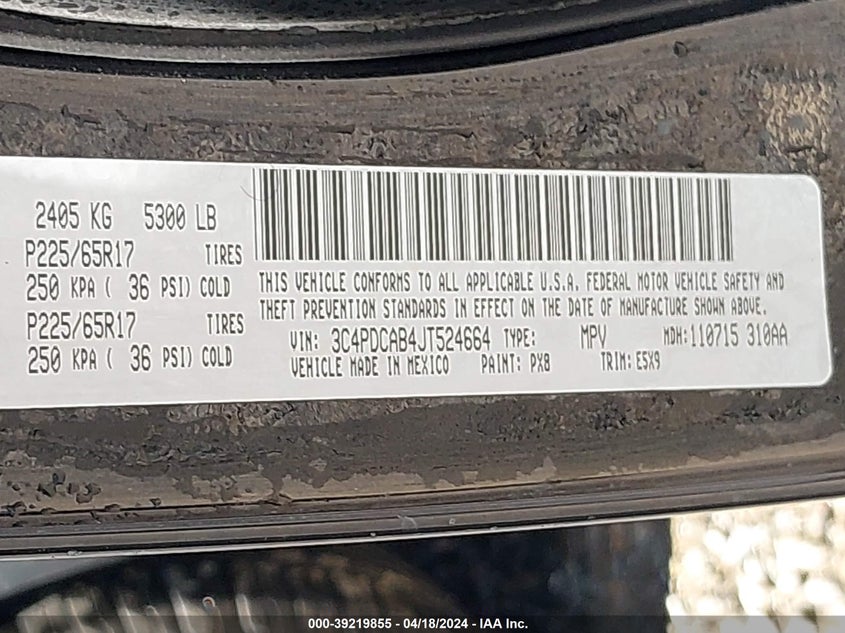 2405 KG 5300 LB
P225/65R17 TIRES
250 KPA ( 36 PSI) COLD
P225/65R17 TIRES
250 KPA ( 36 PSI) COLD
THIS VEHICLE CONFORMS TO ALL APPLICABLE U.S.A. FEDERAL MOTOR VEHICLE SAFETY AND
THEFT PREVENTION STANDARDS IN EFFECT ON THE DATE OF MANUFACTURE SHOWN ABOVE.
VIN: 3C4PDCAB4JT524664 TYPE: MPV MDH:110715 310AA
VEHICLE MADE IN MEXICO PAINT: PX8 TRIM: E5X9
000-39219855 - 04/18/2024 - IAA Inc.